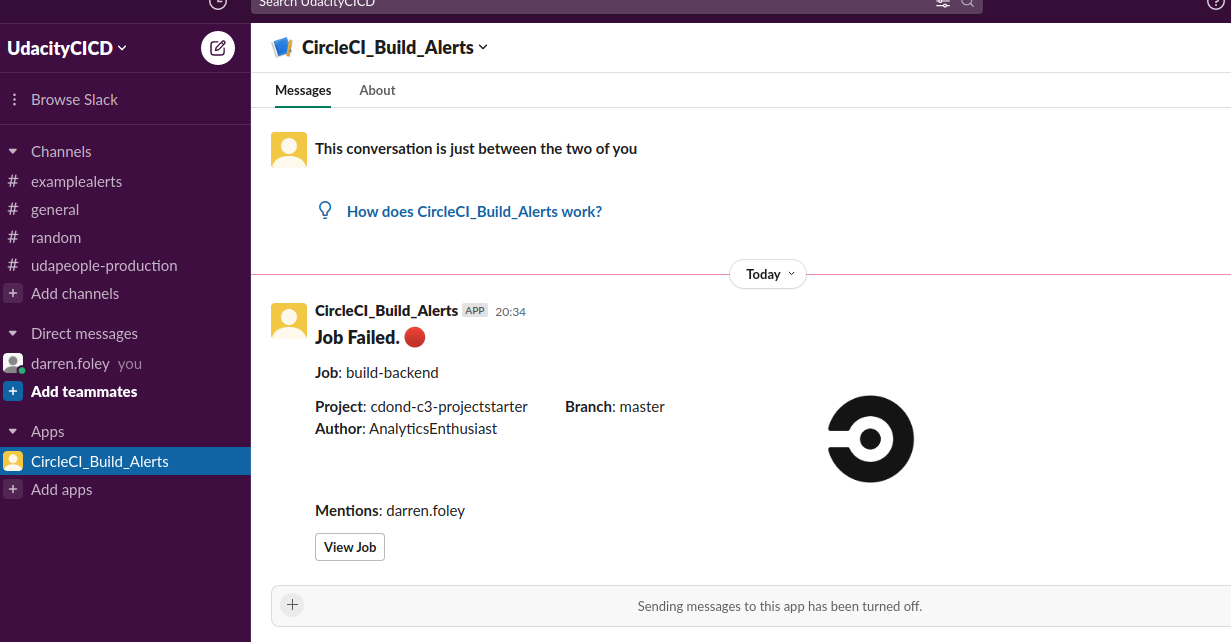 Search UdacityCICD
UdacityCICD
Browse Slack
Channels
# examplealerts
# general
# random
# udapeople-production
+ Add channels
Direct messages
darren.foley you
+ Add teammates
Apps
CircleCI_Build_Alerts
+ Add apps
CircleCI_Build_Alerts
Messages About
This conversation is just between the two of you
How does CircleCI_Build_Alerts work?
Today
CircleCI_Build_Alerts APP 20:34
Job Failed.
Job: build-backend
Project: cdond-c3-projectstarter Branch: master
Author: AnalyticsEnthusiast
Mentions: darren.foley
View Job
+ Sending messages to this app has been turned off.